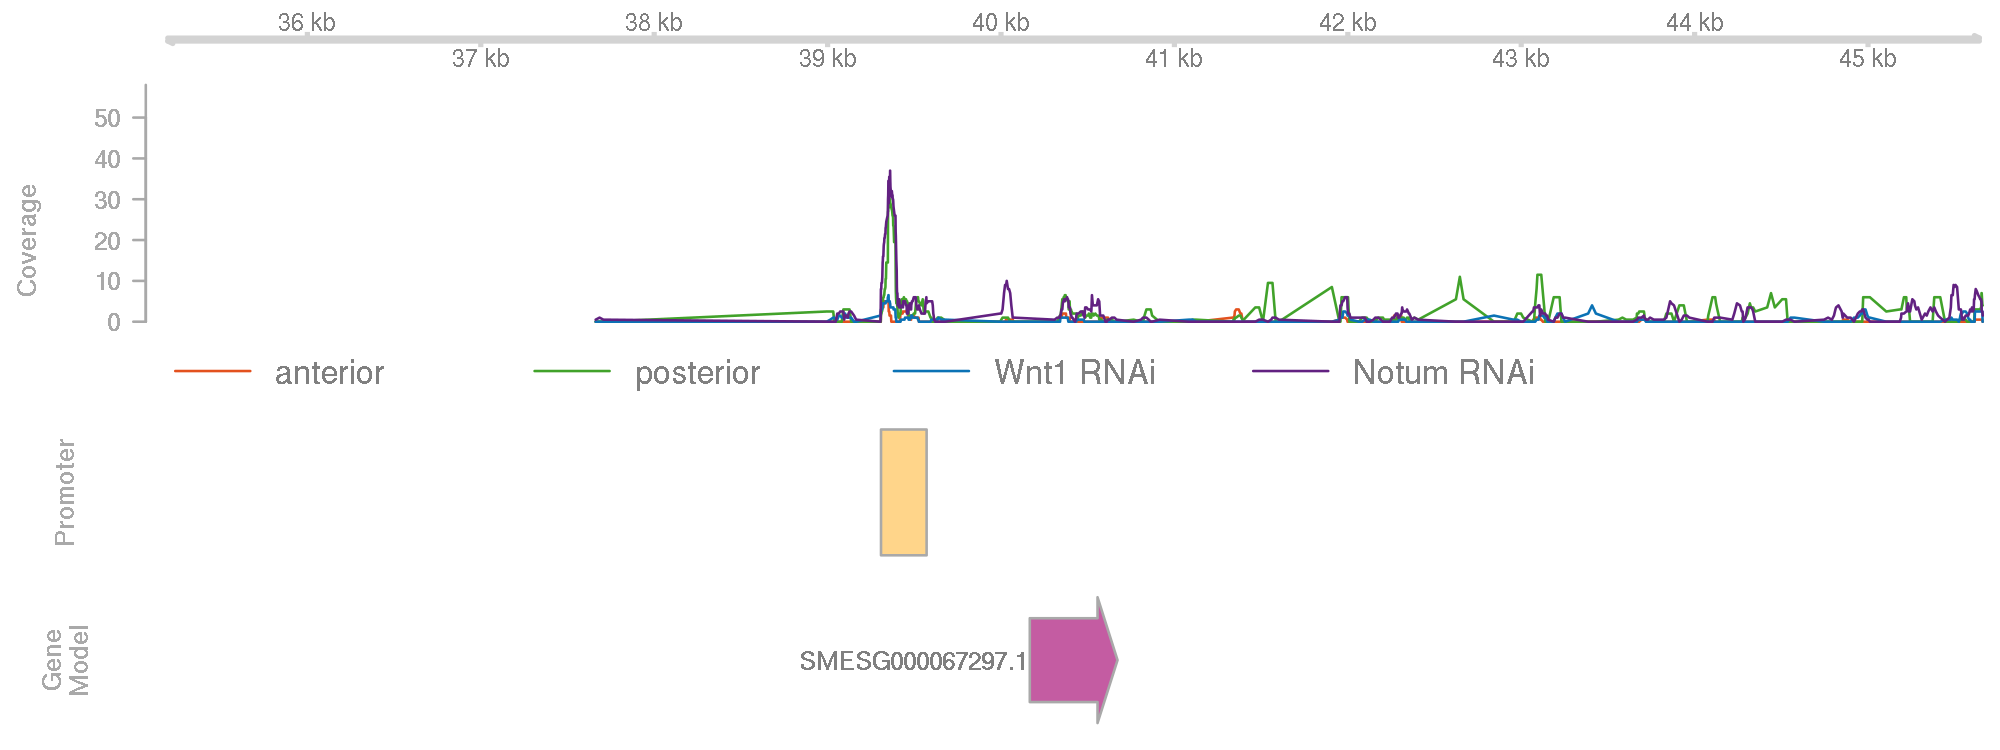 36 kb 38 kb 40 kb 42 kb 44 kb
37 kb 39 kb 41 kb 43 kb 45 kb
Coverage
50
40
30
20
10
0
anterior posterior Wnt1 RNAi Notum RNAi
Promoter
Gene
Model
SMESG000067297.1